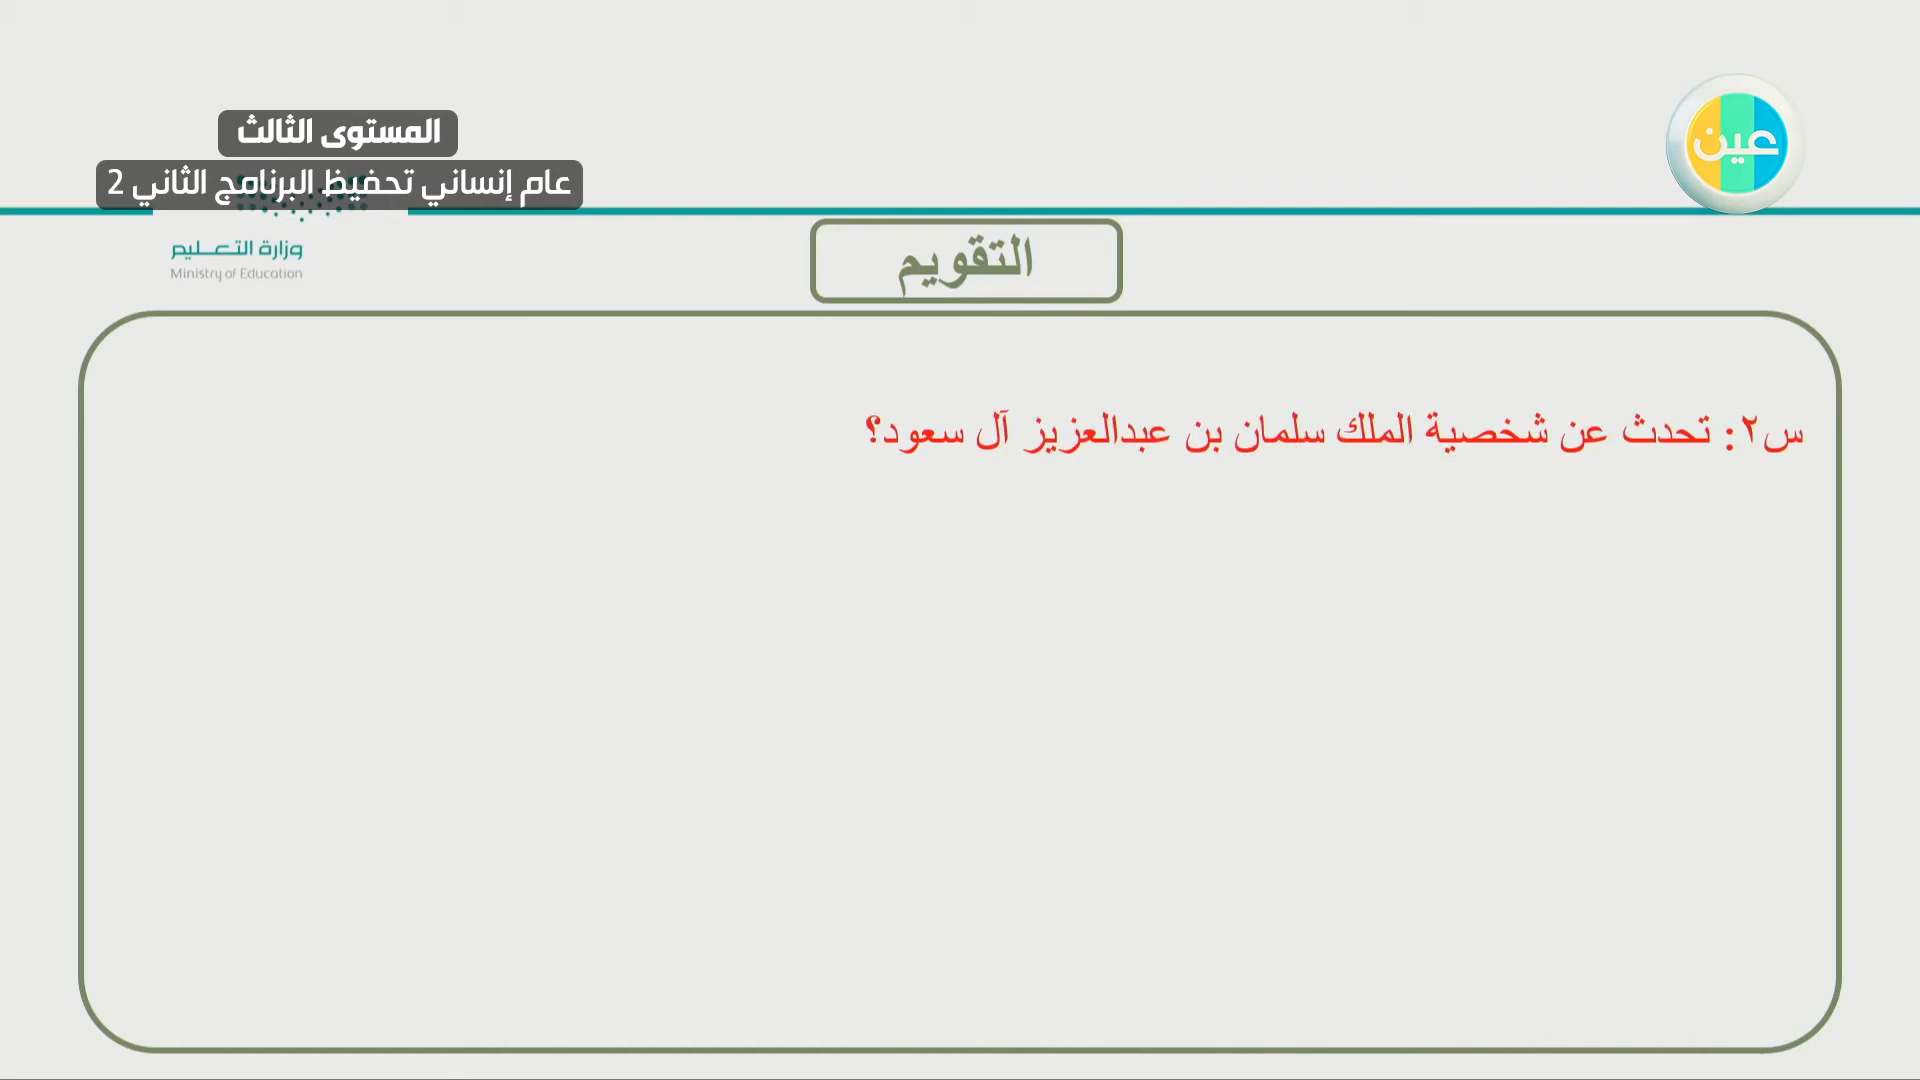 المستوى الثالث
عام إنساني تحفيظ البرنامج الثاني 2
عين
وزارة التعـــليم
Ministry of Education
التقويم
س٢: تحدث عن شخصية الملك سلمان بن عبدالعزيز آل سعود؟